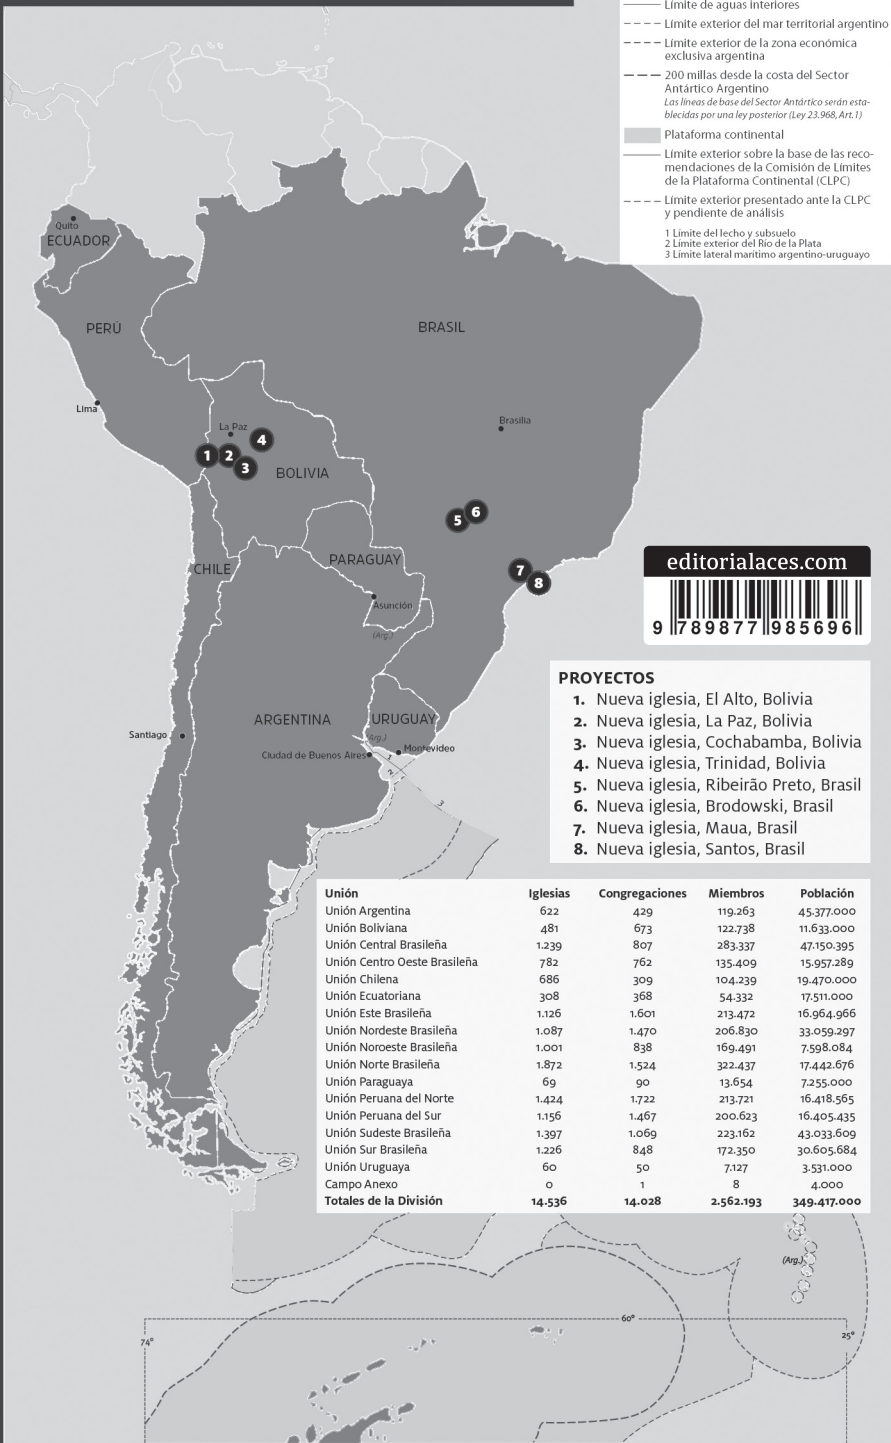 Límite de aguas interiores
Límite exterior del mar territorial argentino
Límite exterior de la zona económica
exclusiva argentina
200 millas desde la costa del Sector
Antártico Argentino
Las líneas de base del Sector Antártico serán esta-
blecidas por una ley posterior (Ley 23.968, Art.1)
Plataforma continental
Límite exterior sobre la base de las reco-
mendaciones de la Comisión de Límites
de la Plataforma Continental (CLPC)
Límite exterior presentado ante la CLPC
y pendiente de análisis
1 Límite del lecho y subsuelo
2 Límite exterior del Río de la Plata
3 Límite lateral marítimo argentino-uruguayo
Quito
ECUADOR
PERÚ
BRASIL
Lima
La Paz
Brasilia
1
2
3
4
BOLIVIA
5
6
7
8
CHILE
PARAGUAY
Asunción
(Arg.)
ARGENTINA
URUGUAY
Santiago
(Arg.)
Ciudad de Buenos Aires
Montevideo
1
2
3
editorialaces.com
9 789877 985696
PROYECTOS
1. Nueva iglesia, El Alto, Bolivia
2. Nueva iglesia, La Paz, Bolivia
3. Nueva iglesia, Cochabamba, Bolivia
4. Nueva iglesia, Trinidad, Bolivia
5. Nueva iglesia, Ribeirão Preto, Brasil
6. Nueva iglesia, Brodowski, Brasil
7. Nueva iglesia, Maua, Brasil
8. Nueva iglesia, Santos, Brasil
Unión Iglesias Congregaciones Miembros Población
Unión Argentina 622 429 119.263 45.377.000
Unión Boliviana 481 673 122.738 11.633.000
Unión Central Brasileña 1.239 807 283.337 47.150.395
Unión Centro Oeste Brasileña 782 762 135.409 15.957.289
Unión Chilena 686 309 104.239 19.470.000
Unión Ecuatoriana 308 368 54.332 17.511.000
Unión Este Brasileña 1.126 1.601 213.472 16.964.966
Unión Nordeste Brasileña 1.087 1.470 206.830 33.059.297
Unión Noroeste Brasileña 1.001 838 169.491 7.598.084
Unión Norte Brasileña 1.872 1.524 322.437 17.442.676
Unión Paraguaya 69 90 13.654 7.255.000
Unión Peruana del Norte 1.424 1.722 213.721 16.418.565
Unión Peruana del Sur 1.156 1.467 200.623 16.405.435
Unión Sudeste Brasileña 1.397 1.069 223.162 43.033.609
Unión Sur Brasileña 1.226 848 172.350 30.605.684
Unión Uruguaya 60 50 7.127 3.531.000
Campo Anexo 0 1 8 4.000
Totales de la División 14.536 14.028 2.562.193 349.417.000
(Arg.)
74°
60°
25°